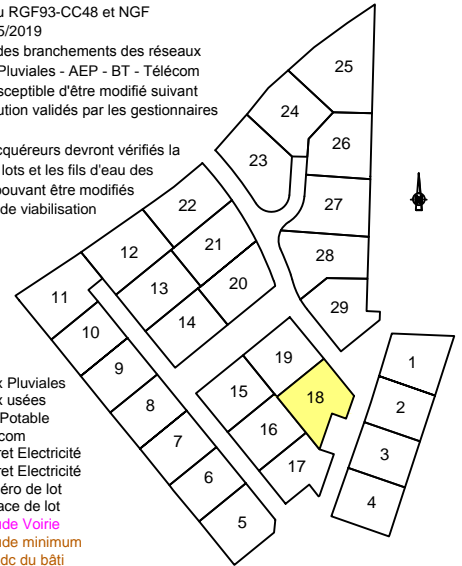 u RGF93-CC48 et NGF
5/2019
des branchements des réseaux
Pluviales - AEP - BT - Télécom
sceptible d'être modifié suivant
ution validés par les gestionnaires
cquéreurs devront vérifiés la
lots et les fils d'eau des
pouvant être modifiés
de viabilisation
25
24
26
23
22
27
12
21
28
11
13
20
29
10
14
19
1
9
15
18
2
8
16
7
17
3
6
4
5
x Pluviales
x usées
Potable
com
ret Electricité
ret Electricité
éro de lot
ace de lot
ude Voirie
ude minimum
dc du bâti